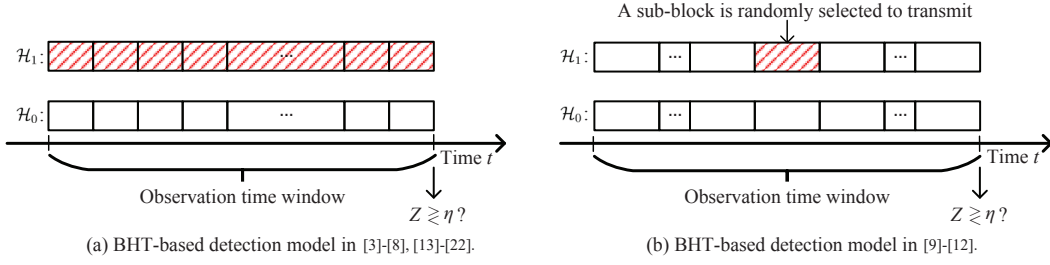 A sub-block is randomly selected to transmit
ℋ₁:
...
ℋ₀:
...
Time t
Observation time window
Z ≷ η ?
(a) BHT-based detection model in [3]-[8], [13]-[22].
ℋ₁:
... ...
ℋ₀:
... ...
Time t
Observation time window
Z ≷ η ?
(b) BHT-based detection model in [9]-[12].